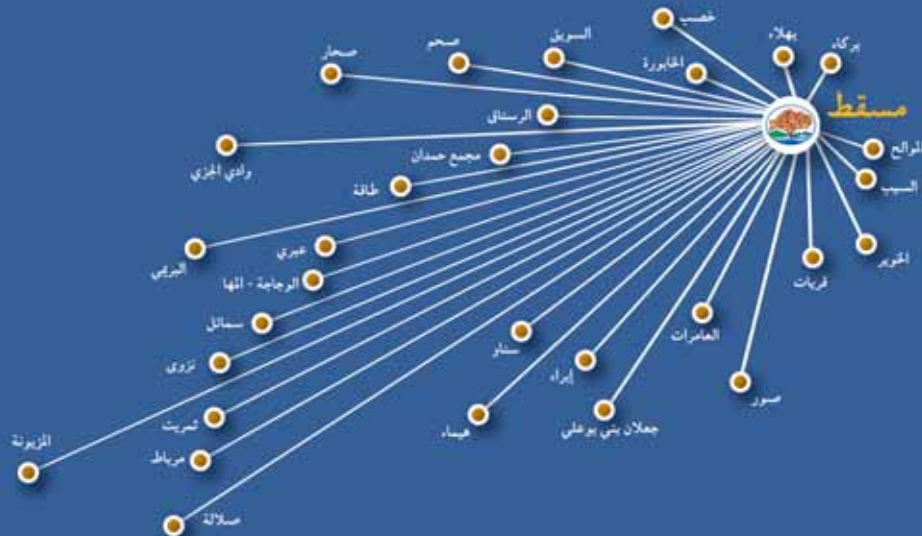 خصب
بهلاء
بركاء
السويق
صحم
صحار
الخابورة
مسقط
الرستاق
الموالح
مجمع حمدان
وادي الجزي
السيب
طاقة
الخوير
عبري
البريمي
قريات
الوجاجة - المها
سمائل
سناو
العامرات
نزوى
إبراء
صور
ثمريت
هيماء
جعلان بني بوعلي
المزيونة
مرباط
صلالة